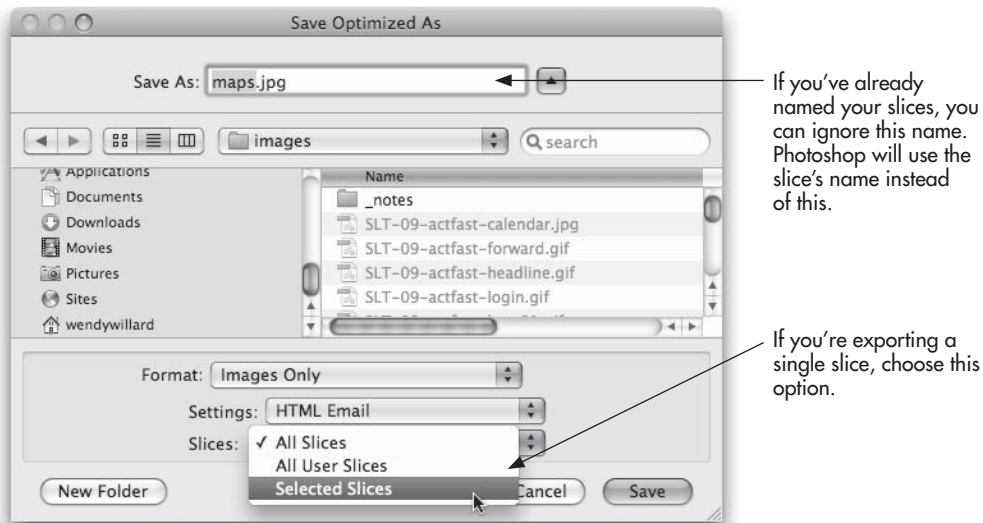 Save Optimized As
Save As: maps.jpg
If you've already
named your slices, you
can ignore this name.
Photoshop will use the
slice's name instead
of this.
images
search
Applications
Documents
Downloads
Movies
Pictures
Sites
wendywillard
Name
_notes
SLT-09-actfast-calendar.jpg
SLT-09-actfast-forward.gif
SLT-09-actfast-headline.gif
SLT-09-actfast-login.gif
If you're exporting a
single slice, choose this
option.
Format: Images Only
Settings: HTML Email
Slices: ✓ All Slices
All User Slices
Selected Slices
New Folder
Cancel
Save